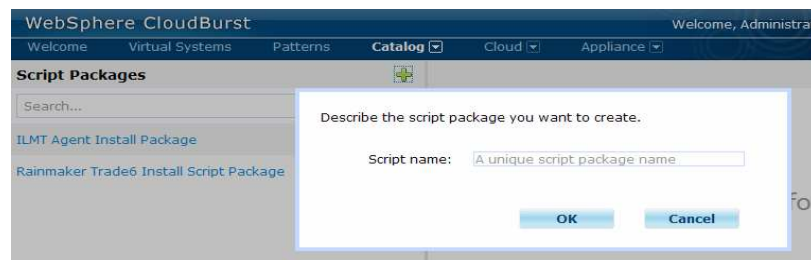 WebSphere CloudBurst
Welcome, Administra
Welcome Virtual Systems Patterns Catalog Cloud Appliance
Script Packages
Search...
ILMT Agent Install Package
Rainmaker Trade6 Install Script Package
Describe the script package you want to create.
Script name: A unique script package name
OK Cancel
fo